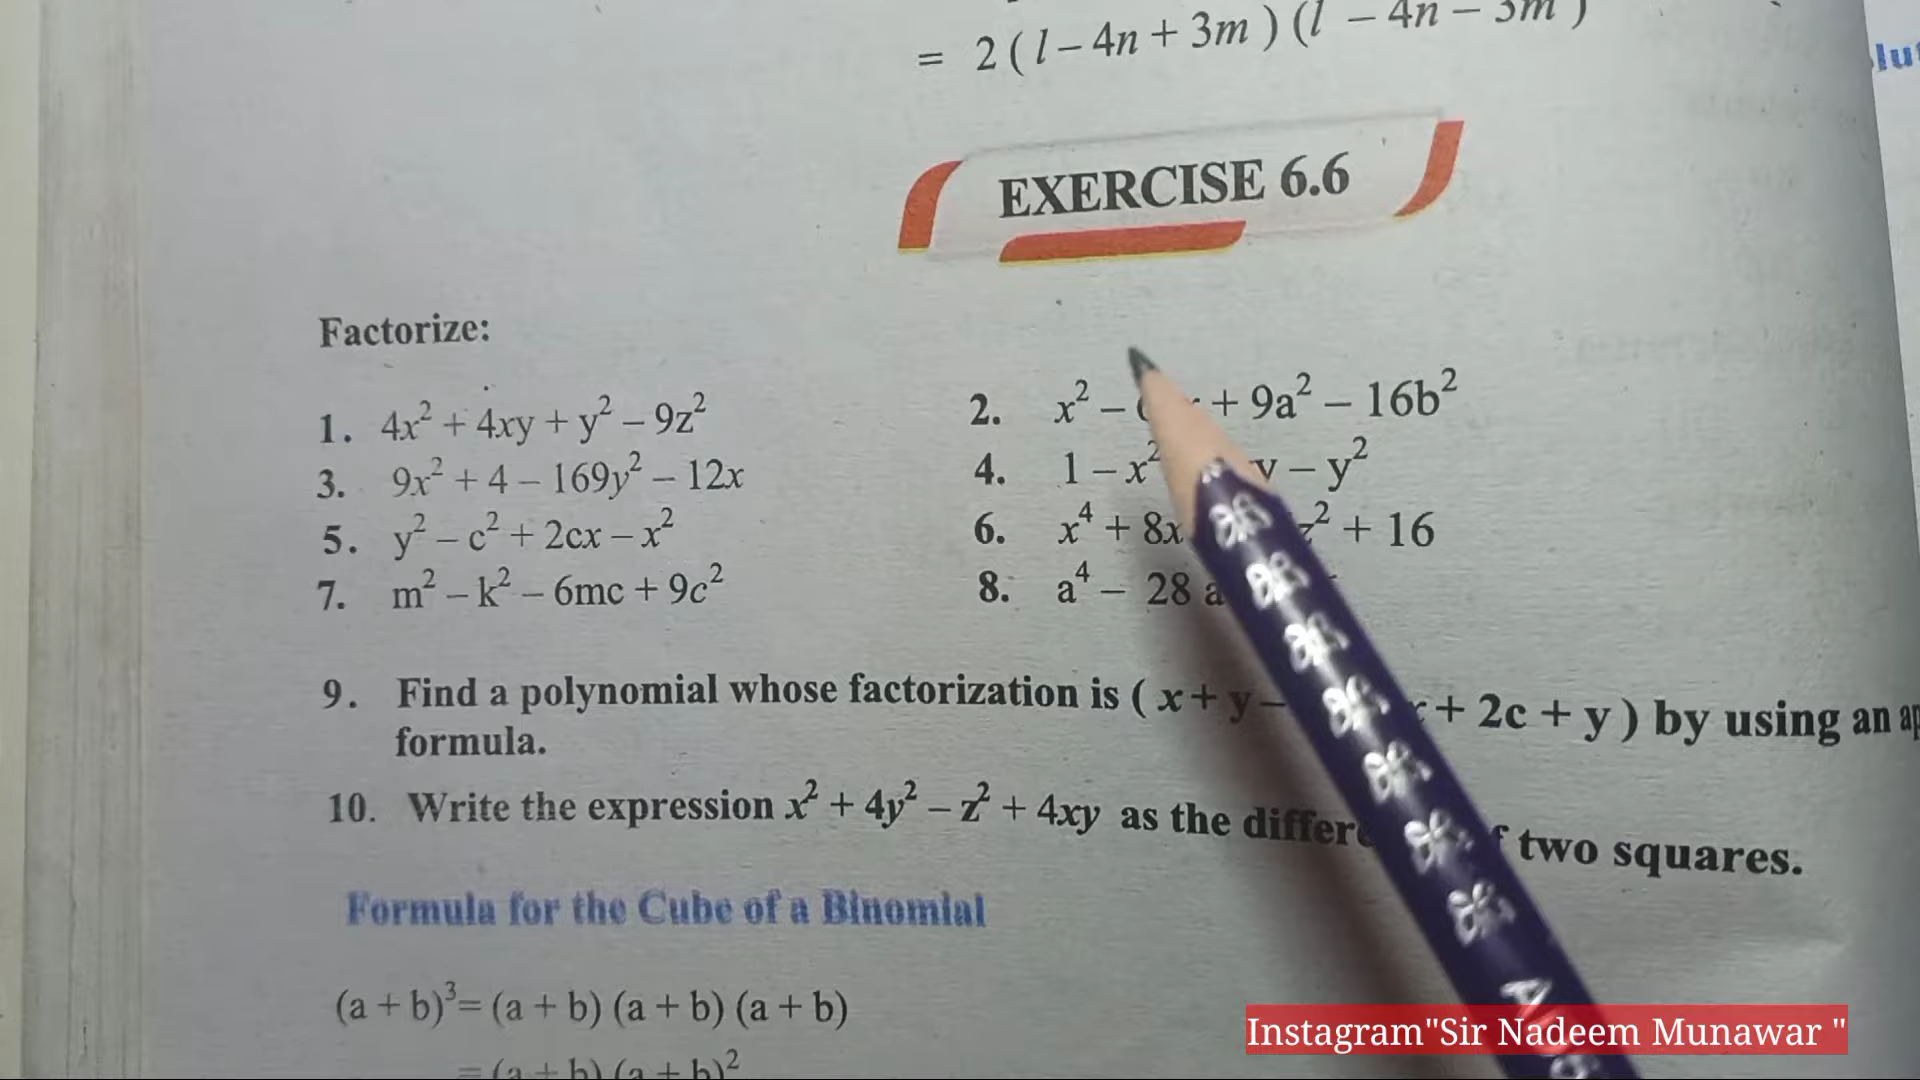 = 2 ( l – 4n + 3m ) ( l – 4n – 3m )
EXERCISE 6.6
Factorize:
1. 4x² + 4xy + y² – 9z²
2. x² – + 9a² – 16b²
3. 9x² + 4 – 169y² – 12x
4. 1 – x² y – y²
5. y² – c² + 2cx – x²
6. x⁴ + 8x z² + 16
7. m² – k² – 6mc + 9c²
8. a⁴ – 28 a
9. Find a polynomial whose factorization is ( x + y – + 2c + y ) by using an
formula.
10. Write the expression x² + 4y² – z² + 4xy as the two squares.
Formula for the Cube of a Binomial
(a + b)³= (a + b) (a + b) (a + b)
= (a + b) (a + b)²
Instagram"Sir Nadeem Munawar "